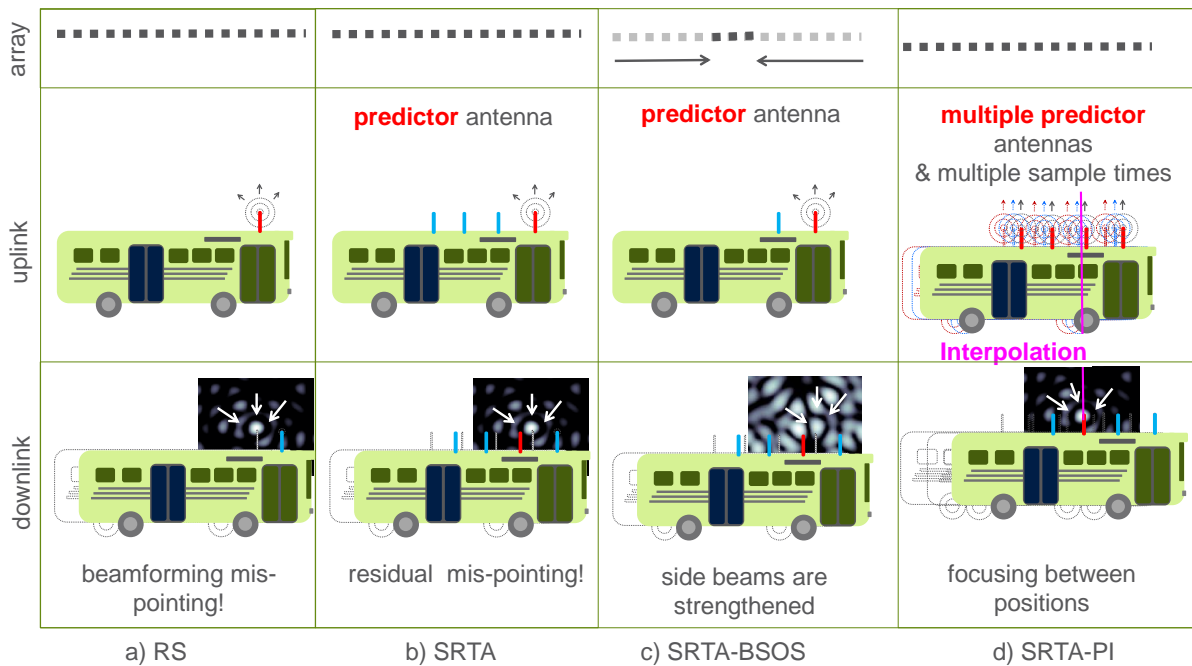 array
predictor antenna
predictor antenna
multiple predictor
antennas
& multiple sample times
uplink
Interpolation
downlink
beamforming mis-
pointing!
residual mis-pointing!
side beams are
strengthened
focusing between
positions
a) RS
b) SRTA
c) SRTA-BSOS
d) SRTA-PI